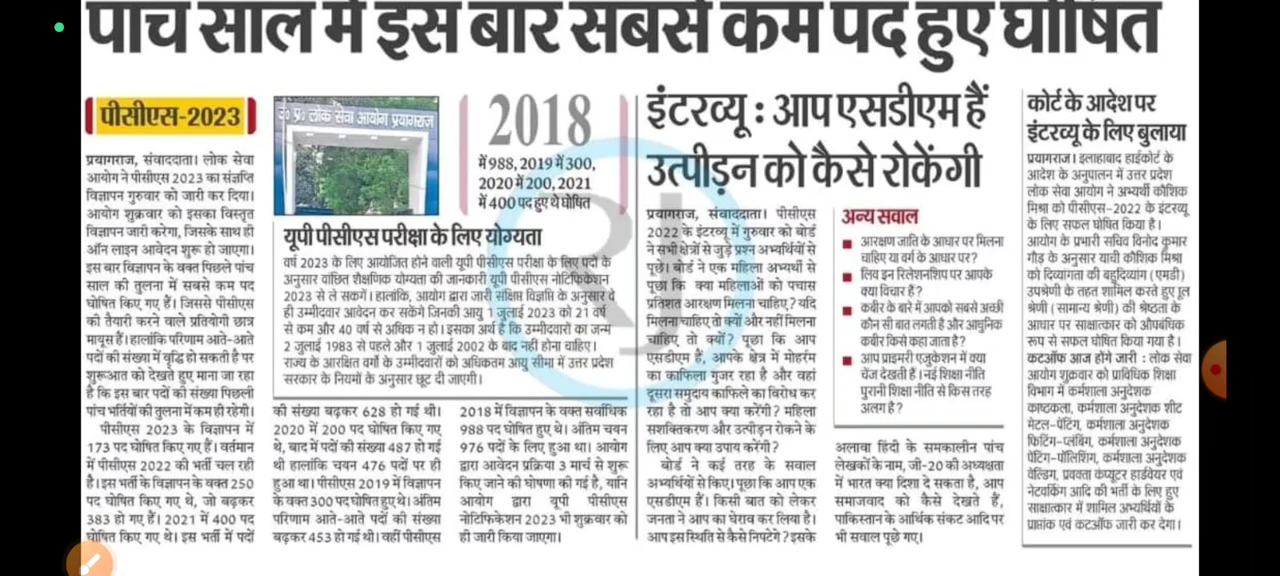 पांच साल में इस बार सबसे कम पद हुए घोषित
पीसीएस-2023
प्रयागराज, संवाददाता। लोक सेवा
आयोग ने पीसीएस 2023 का संक्षप्ति
विज्ञापन गुरुवार को जारी कर दिया।
आयोग शुक्रवार को इसका विस्तृत
विज्ञापन जारी करेगा, जिसके साथ ही
ऑन लाइन आवेदन शुरू हो जाएगा।
इस बार विज्ञापन के वक्त पिछले पांच
साल की तुलना में सबसे कम पद
घोषित किए गए हैं। जिससे पीसीएस
की तैयारी करने वाले प्रतियोगी छात्र
मायूस हैं। हालांकि परिणाम आते-आते
पदों की संख्या में वृद्धि हो सकती है पर
शुरूआत को देखते हुए माना जा रहा
है कि इस बार पदों की संख्या पिछली
पांच भर्तियों की तुलना में कम ही रहेगी।
पीसीएस 2023 के विज्ञापन में
173 पद घोषित किए गए हैं। वर्तमान
में पीसीएस 2022 की भर्ती चल रही
है। इस भर्ती के विज्ञापन के वक्त 250
पद घोषित किए गए थे, जो बढ़कर
383 हो गए हैं। 2021 में 400 पद
घोषित किए गए थे। इस भर्ती में पदों
उ० प्र० लोक सेवा आयोग प्रयागराज
2018
में 988, 2019 में 300,
2020 में 200, 2021
में 400 पद हुए थे घोषित
यूपी पीसीएस परीक्षा के लिए योग्यता
वर्ष 2023 के लिए आयोजित होने वाली यूपी पीसीएस परीक्षा के लिए पदों के
अनुसार वांछित शैक्षणिक योग्यता की जानकारी यूपी पीसीएस नोटिफिकेशन
2023 से ले सकगें। हालांकि, आयोग द्वारा जारी संक्षिप्त विज्ञप्ति के अनुसार वे
ही उम्मीदवार आवेदन कर सकेंगे जिनकी आयु 1 जुलाई 2023 को 21 वर्ष
से कम और 40 वर्ष से अधिक न हो। इसका अर्थ है कि उम्मीदवारों का जन्म
2 जुलाई 1983 से पहले और 1 जुलाई 2002 के बाद नहीं होना चाहिए।
राज्य के आरक्षित वर्गों के उम्मीदवारों को अधिकतम आयु सीमा में उत्तर प्रदेश
सरकार के नियमों के अनुसार छूट दी जाएगी।
की संख्या बढ़कर 628 हो गई थी।
2020 में 200 पद घोषित किए गए
थे, बाद में पदों की संख्या 487 हो गई
थी हालांकि चयन 476 पदों पर ही
हुआ था। पीसीएस 2019 में विज्ञापन
के वक्त 300 पद घोषित हुए थे। अंतिम
परिणाम आते-आते पदों की संख्या
बढ़कर 453 हो गई थी। वहीं पीसीएस
2018 में विज्ञापन के वक्त सर्वाधिक
988 पद घोषित हुए थे। अंतिम चयन
976 पदों के लिए हुआ था। आयोग
द्वारा आवेदन प्रक्रिया 3 मार्च से शुरू
किए जाने की घोषणा की गई है, यानि
आयोग द्वारा यूपी पीसीएस
नोटिफिकेशन 2023 भी शुक्रवार को
ही जारी किया जाएगा।
इंटरव्यू : आप एसडीएम हैं
उत्पीड़न को कैसे रोकेंगी
प्रयागराज, संवाददाता। पीसीएस
2022 के इंटरव्यू में गुरुवार को बोर्ड
ने सभी क्षेत्रों से जुड़े प्रश्न अभ्यर्थियों से
पूछे। बोर्ड ने एक महिला अभ्यर्थी से
पूछा कि क्या महिलाओं को पचास
प्रतिशत आरक्षण मिलना चाहिए? यदि
मिलना चाहिए तो क्यों और नहीं मिलना
चाहिए तो क्यों? पूछा कि आप
एसडीएम हैं, आपके क्षेत्र में मोहर्रम
का काफिला गुजर रहा है और वहां
दूसरा समुदाय काफिले का विरोध कर
रहा है तो आप क्या करेंगी? महिला
सशक्तिकरण और उत्पीड़न रोकने के
लिए आप क्या उपाय करेंगी?
बोर्ड ने कई तरह के सवाल
अभ्यर्थियों से किए। पूछा कि आप एक
एसडीएम हैं। किसी बात को लेकर
जनता ने आप का घेराव कर लिया है।
आप इस स्थिति से कैसे निपटेंगे? इसके
अन्य सवाल
आरक्षण जाति के आधार पर मिलना
चाहिए या वर्ग के आधार पर?
लिव इन रिलेशनशिप पर आपके
क्या विचार हैं?
कबीर के बारे में आपको सबसे अच्छी
कौन सी बात लगती है और आधुनिक
कबीर किसे कहा जाता है?
आप प्राइमरी एजुकेशन में क्या
चेंज देखती हैं। नई शिक्षा नीति
पुरानी शिक्षा नीति से किस तरह
अलग है?
अलावा हिंदी के समकालीन पांच
लेखकों के नाम, जी-20 की अध्यक्षता
में भारत क्या दिशा दे सकता है, आप
समाजवाद को कैसे देखते हैं,
पाकिस्तान के आर्थिक संकट आदि पर
भी सवाल पूछे गए।
कोर्ट के आदेश पर
इंटरव्यू के लिए बुलाया
प्रयागराज। इलाहाबाद हाईकोर्ट के
आदेश के अनुपालन में उत्तर प्रदेश
लोक सेवा आयोग ने अभ्यर्थी कौशिक
मिश्रा को पीसीएस-2022 के इंटरव्यू
के लिए सफल घोषित किया है।
आयोग के प्रभारी सचिव विनोद कुमार
गौड़ के अनुसार याची कौशिक मिश्रा
को दिव्यांगता की बहुदिव्यांग (एमडी)
उपश्रेणी के तहत शामिल करते हुए मूल
श्रेणी (सामान्य श्रेणी) की श्रेष्ठता के
आधार पर साक्षात्कार को औपबंधिक
रूप से सफल घोषित किया गया है।
कटऑफ आज होंगे जारी : लोक सेवा
आयोग शुक्रवार को प्राविधिक शिक्षा
विभाग में कर्मशाला अनुदेशक
काष्टकला, कर्मशाला अनुदेशक शीट
मेटल-पेंटिंग, कर्मशाला अनुदेशक
फिटिंग-प्लंबिंग, कर्मशाला अनुदेशक
पेंटिंग-पॉलिशिंग, कर्मशाला अनुदेशक
वेल्डिंग, प्रवक्ता कंप्यूटर हार्डवेयर एवं
नेटवर्किंग आदि की भर्ती के लिए हुए
साक्षात्कार में शामिल अभ्यर्थियों के
प्राप्तांक एवं कटऑफ जारी कर देगा।